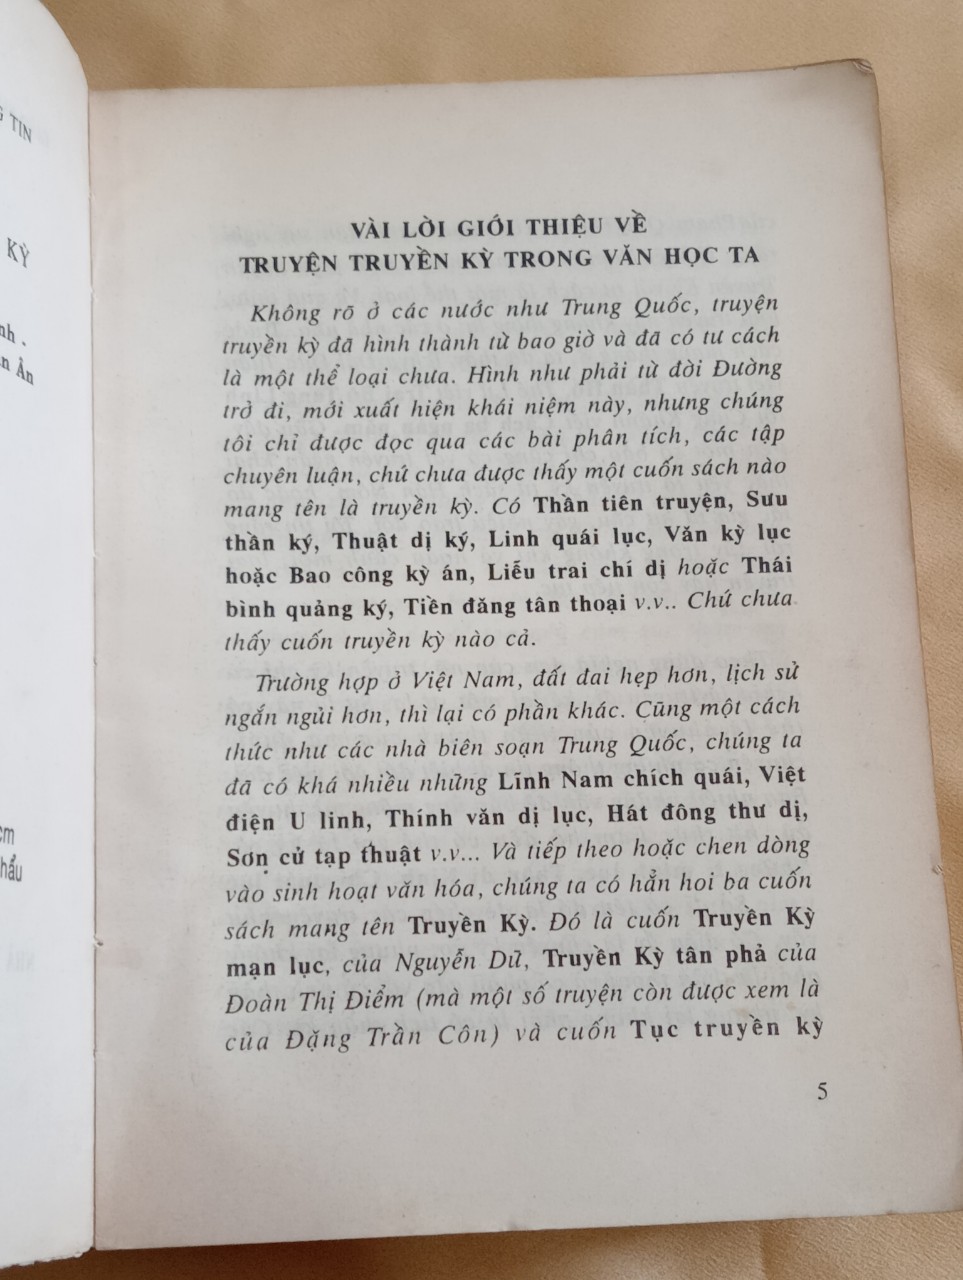 TIN
KỲ
VÀI LỜI GIỚI THIỆU VỀ
TRUYỆN TRUYỀN KỲ TRONG VĂN HỌC TA
Không rõ ở các nước như Trung Quốc, truyện
truyền kỳ đã hình thành từ bao giờ và đã có tư cách
là một thể loại chưa. Hình như phải từ đời Đường
trở đi, mới xuất hiện khái niệm này, nhưng chúng
tôi chỉ được đọc qua các bài phân tích, các tập
chuyên luận, chứ chưa được thấy một cuốn sách nào
mang tên là truyền kỳ. Có Thần tiên truyện, Sưu
thần ký, Thuật dị ký, Linh quái lục, Văn kỳ lục
hoặc Bao công kỳ án, Liễu trai chí dị hoặc Thái
bình quảng ký, Tiền đăng tân thoại v.v.. Chứ chưa
thấy cuốn truyền kỳ nào cả.
Trường hợp ở Việt Nam, đất đai hẹp hơn, lịch sử
ngắn ngủi hơn, thì lại có phần khác. Cũng một cách
thức như các nhà biên soạn Trung Quốc, chúng ta
đã có khá nhiều những Lĩnh Nam chích quái, Việt
điện U linh, Thính văn dị lục, Hát đông thư dị,
Sơn cử tạp thuật v.v... Và tiếp theo hoặc chen dòng
vào sinh hoạt văn hóa, chúng ta có hẳn hoi ba cuốn
sách mang tên Truyền Kỳ. Đó là cuốn Truyền Kỳ
mạn lục, của Nguyễn Dữ, Truyền Kỳ tân phả của
Đoàn Thị Điểm (mà một số truyện còn được xem là
của Đặng Trần Côn) và cuốn Tục truyền kỳ
5